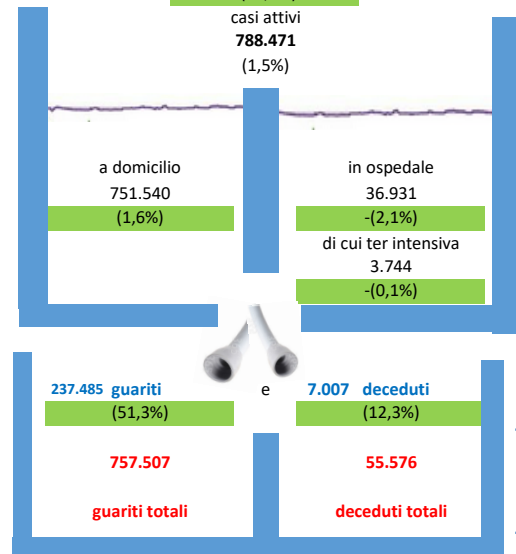 casi attivi
788.471
(1,5%)
a domicilio
751.540
(1,6%)
in ospedale
36.931
-(2,1%)
di cui ter intensiva
3.744
-(0,1%)
237.485 guariti e 7.007 deceduti
(51,3%)
(12,3%)
757.507
55.576
guariti totali
deceduti totali